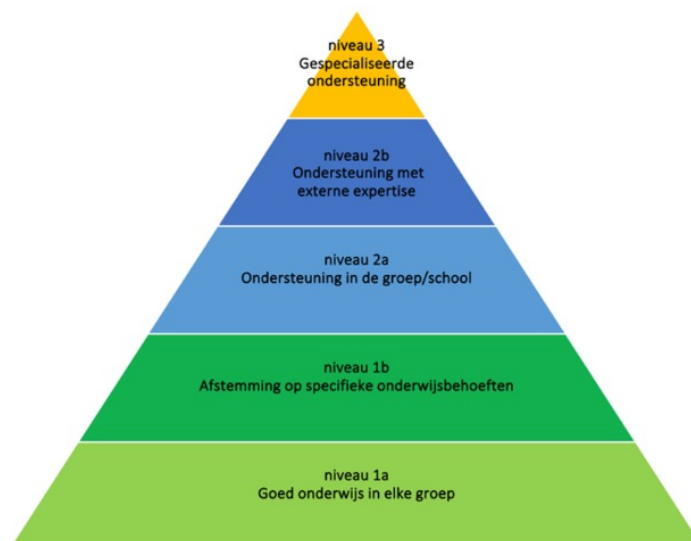 niveau 3
Gespecialiseerde
ondersteuning
niveau 2b
Ondersteuning met
externe expertise
niveau 2a
Ondersteuning in de groep/school
niveau 1b
Afstemming op specifieke onderwijsbehoeften
niveau 1a
Goed onderwijs in elke groep